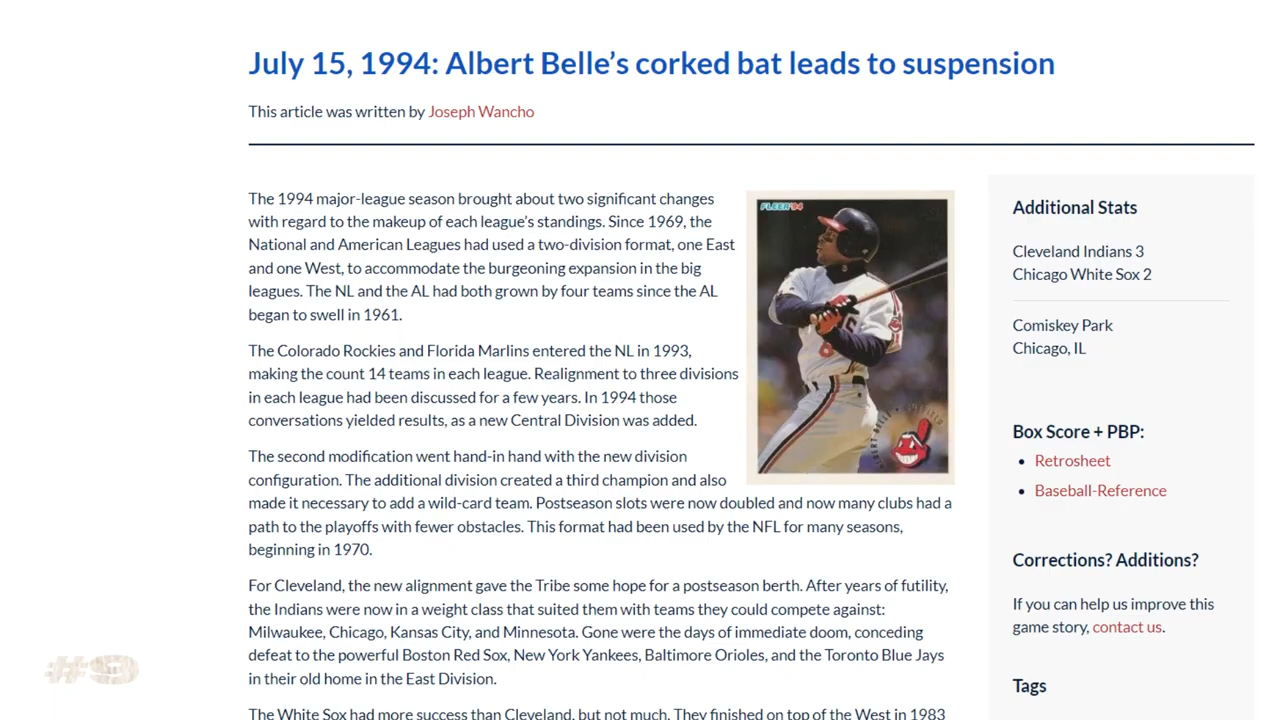 July 15, 1994: Albert Belle’s corked bat leads to suspension
This article was written by Joseph Wancho
The 1994 major-league season brought about two significant changes
with regard to the makeup of each league’s standings. Since 1969, the
National and American Leagues had used a two-division format, one East
and one West, to accommodate the burgeoning expansion in the big
leagues. The NL and the AL had both grown by four teams since the AL
began to swell in 1961.
The Colorado Rockies and Florida Marlins entered the NL in 1993,
making the count 14 teams in each league. Realignment to three divisions
in each league had been discussed for a few years. In 1994 those
conversations yielded results, as a new Central Division was added.
The second modification went hand-in hand with the new division
configuration. The additional division created a third champion and also
made it necessary to add a wild-card team. Postseason slots were now doubled and now many clubs had a
path to the playoffs with fewer obstacles. This format had been used by the NFL for many seasons,
beginning in 1970.
For Cleveland, the new alignment gave the Tribe some hope for a postseason berth. After years of futility,
the Indians were now in a weight class that suited them with teams they could compete against:
Milwaukee, Chicago, Kansas City, and Minnesota. Gone were the days of immediate doom, conceding
defeat to the powerful Boston Red Sox, New York Yankees, Baltimore Orioles, and the Toronto Blue Jays
in their old home in the East Division.
The White Sox had more success than Cleveland, but not much. They finished on top of the West in 1983
FLEER'94
8
ALBERT BELLE • OUTFIELD
Additional Stats
Cleveland Indians 3
Chicago White Sox 2
Comiskey Park
Chicago, IL
Box Score + PBP:
• Retrosheet
• Baseball-Reference
Corrections? Additions?
If you can help us improve this
game story, contact us.
Tags
#9